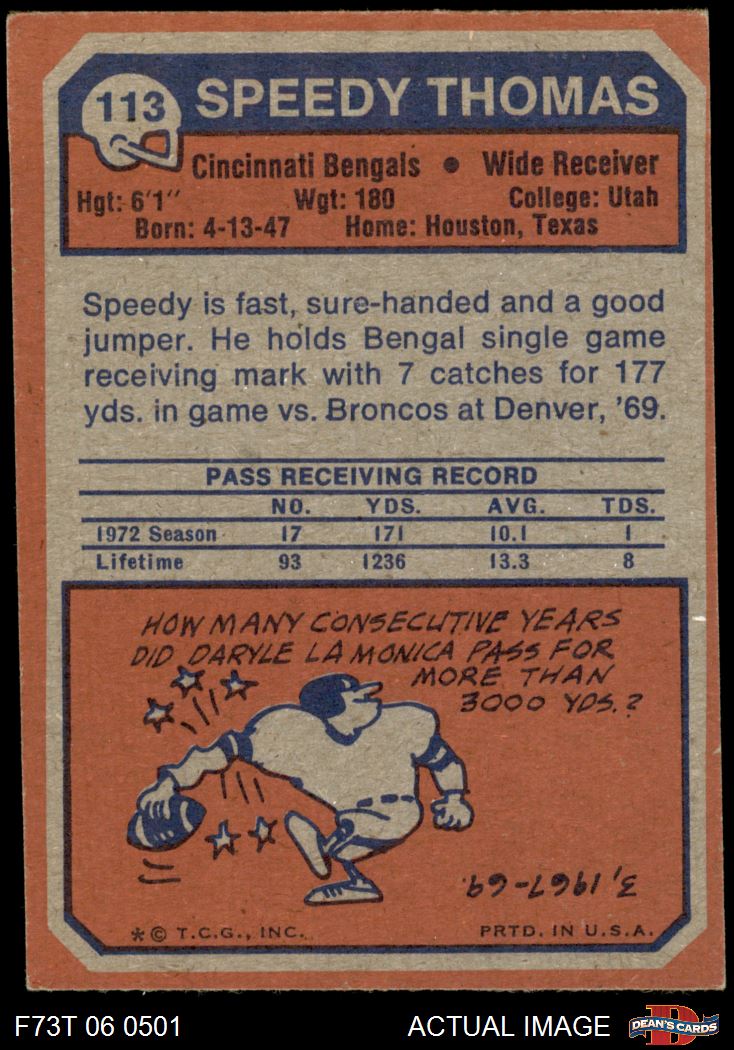 113 SPEEDY THOMAS
Cincinnati Bengals • Wide Receiver
Hgt: 6'1" Wgt: 180 College: Utah
Born: 4-13-47 Home: Houston, Texas
Speedy is fast, sure-handed and a good
jumper. He holds Bengal single game
receiving mark with 7 catches for 177
yds. in game vs. Broncos at Denver, '69.
PASS RECEIVING RECORD
NO. YDS. AVG. TDS.
1972 Season 17 171 10.1 1
Lifetime 93 1236 13.3 8
HOW MANY CONSECUTIVE YEARS
DID DARYLE LA MONICA PASS FOR
MORE THAN
3000 YDS.?
3, 1967-69
* © T.C.G., INC. PRTD. IN U.S.A.
F73T 06 0501 ACTUAL IMAGE D DEAN'S CARDS